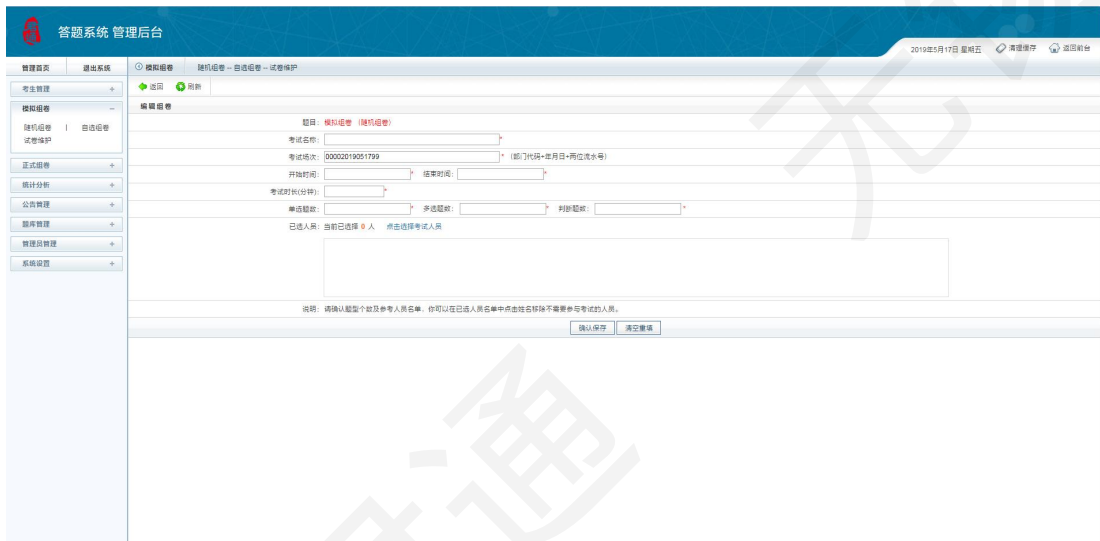 答题系统 管理后台
2019年5月17日 星期五 清理缓存 返回前台
管理首页 退出系统
模拟组卷 随机组卷 -- 自选组卷 -- 试卷维护
考生管理 +
返回 刷新
模拟组卷 −
编辑组卷
随机组卷 | 自选组卷
试卷维护
题目: 模拟组卷 (随机组卷)
考试名称: *
考试场次: 00002019051799 * (部门代码+年月日+两位流水号)
正式组卷 +
开始时间: * 结束时间: *
统计分析 +
考试时长(分钟): *
公告管理 +
单选题数: * 多选题数: * 判断题数: *
题库管理 +
已选人员: 当前已选择 0 人 点击选择考试人员
管理员管理 +
系统设置 +
说明: 请确认题型个数及参考人员名单,你可以在已选人员名单中点击姓名移除不需要参与考试的人员。
确认保存 清空重填
通